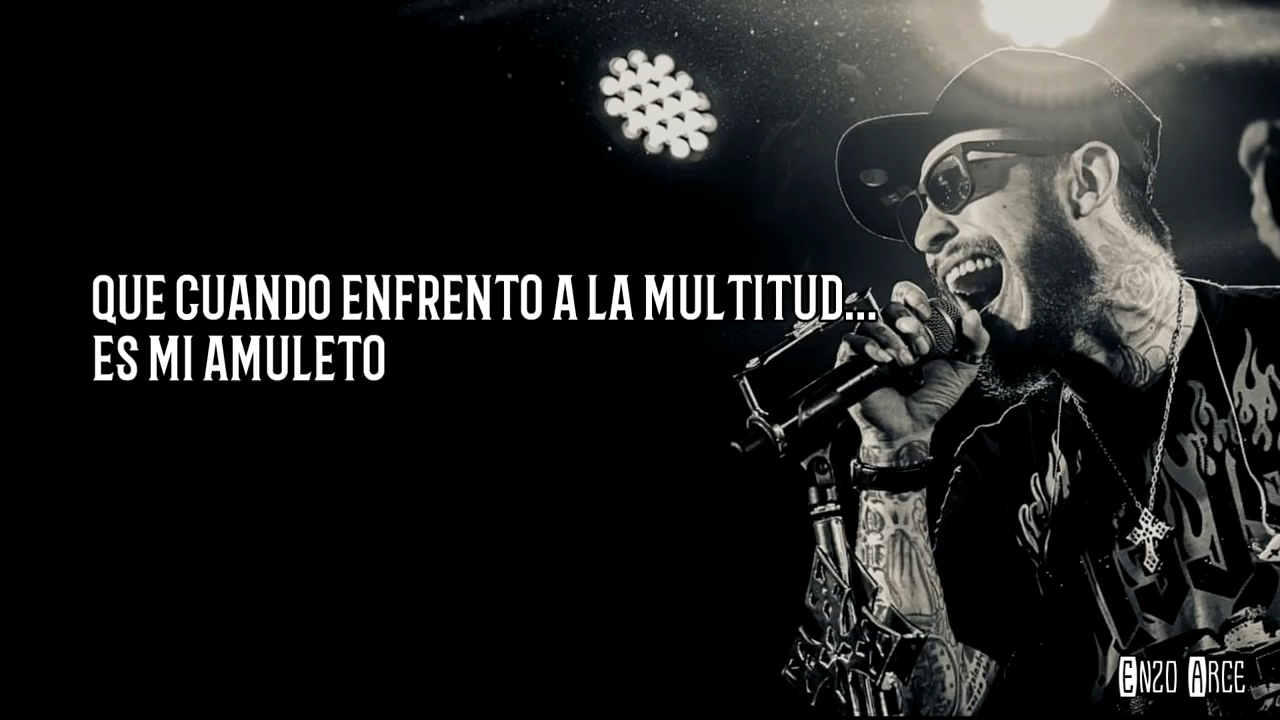 QUE CUANDO ENFRENTO A LA MULTITUD...
ES MI AMULETO
ENZO ARCE